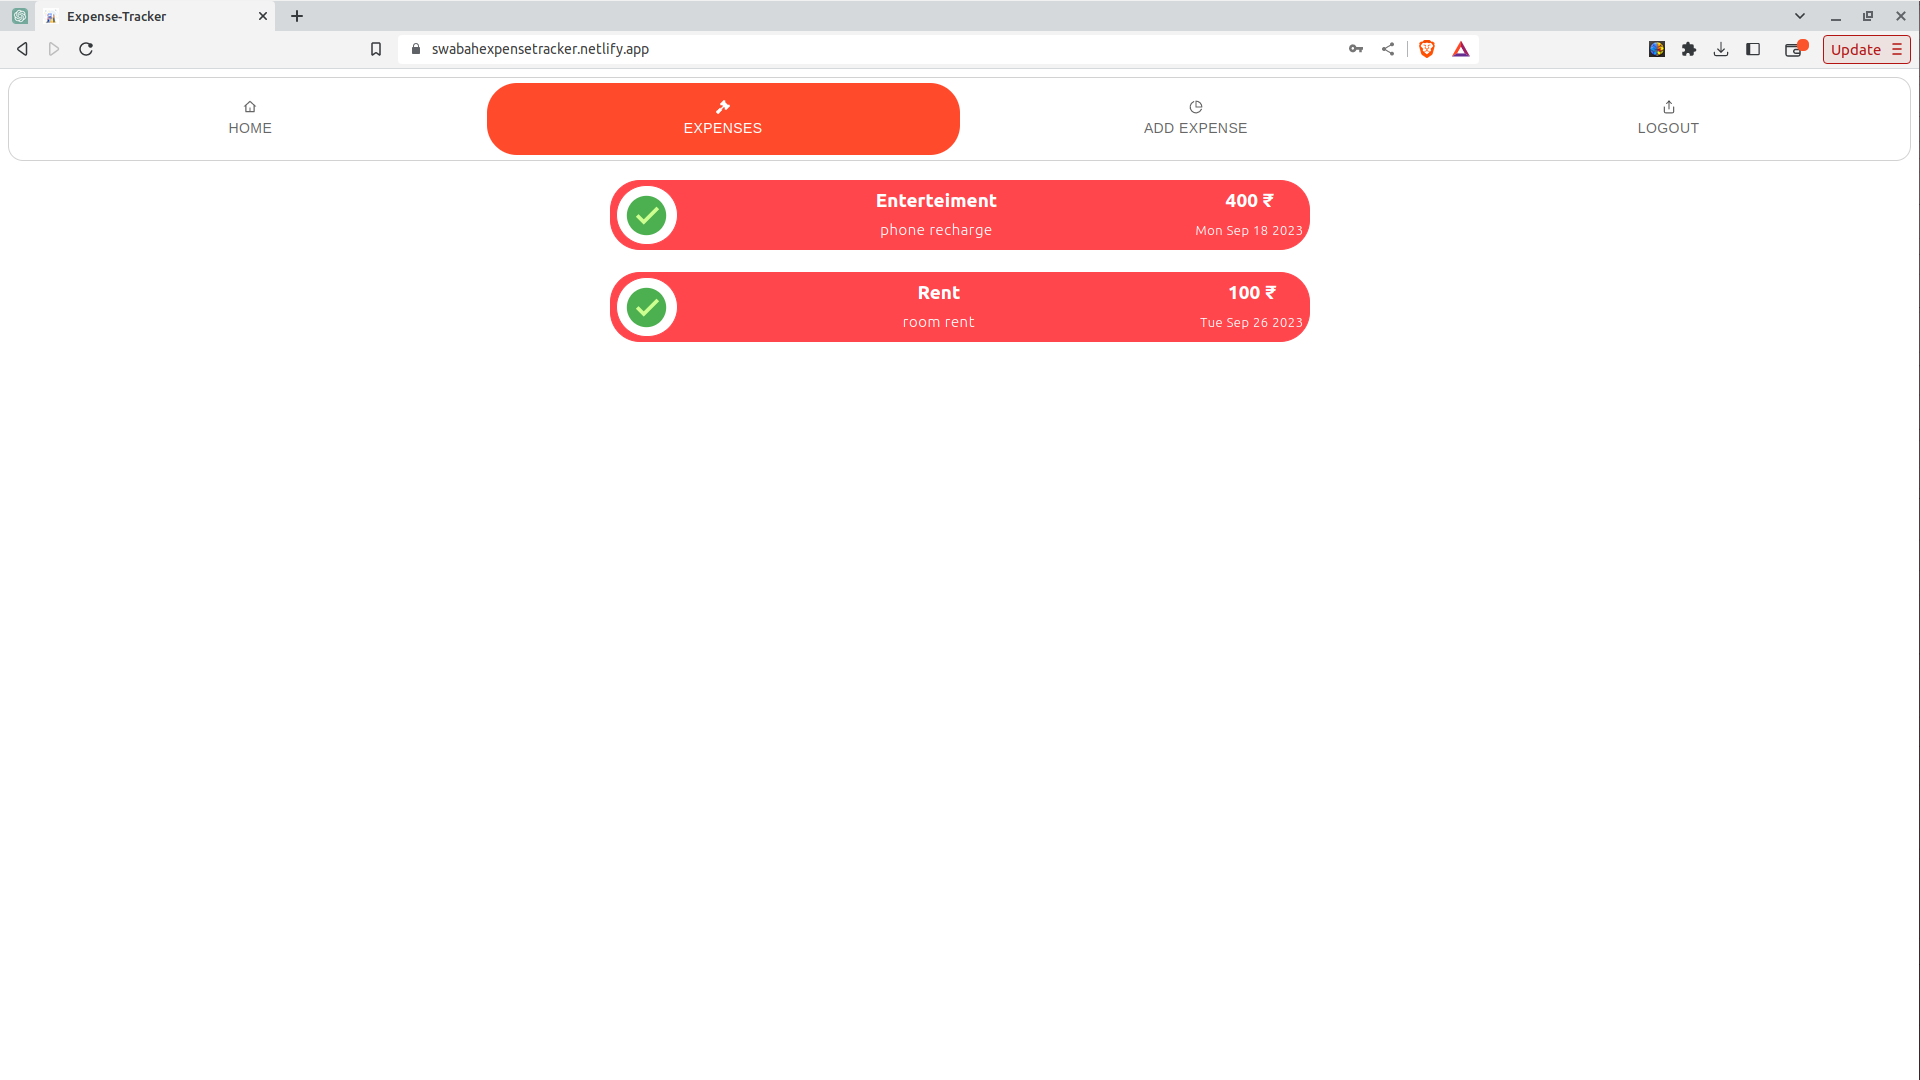 Expense-Tracker
swabahexpensetracker.netlify.app
Update
HOME
EXPENSES
ADD EXPENSE
LOGOUT
Enterteiment
400 ₹
phone recharge
Mon Sep 18 2023
Rent
100 ₹
room rent
Tue Sep 26 2023